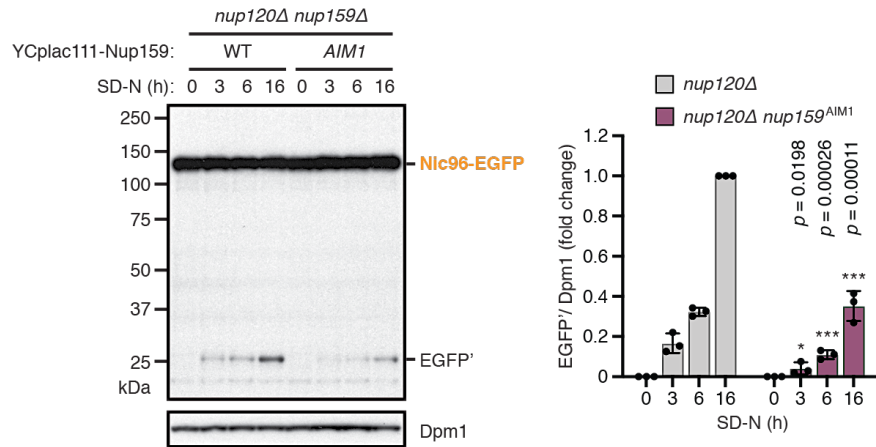 nup120Δ nup159Δ
YCplac111-Nup159: WT AIM1
SD-N (h): 0 3 6 16 0 3 6 16
250
150
Nic96-EGFP
100
75
50
37
25
EGFP’
kDa
Dpm1
nup120Δ
nup120Δ nup159AIM1
EGFP’/ Dpm1 (fold change)
1.2
1.0
0.8
0.6
0.4
0.2
0
p = 0.0198
p = 0.00026
p = 0.00011
* *** ***
0 3 6 16 0 3 6 16
SD-N (h)